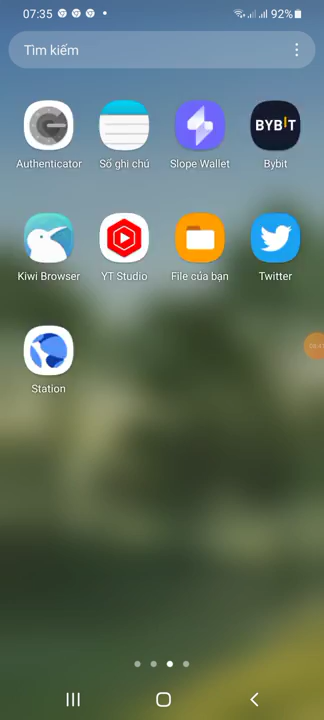 07:35
92%
Tìm kiếm
Authenticator
Sổ ghi chú
Slope Wallet
BYBIT
Bybit
Kiwi Browser
YT Studio
File của bạn
Twitter
Station